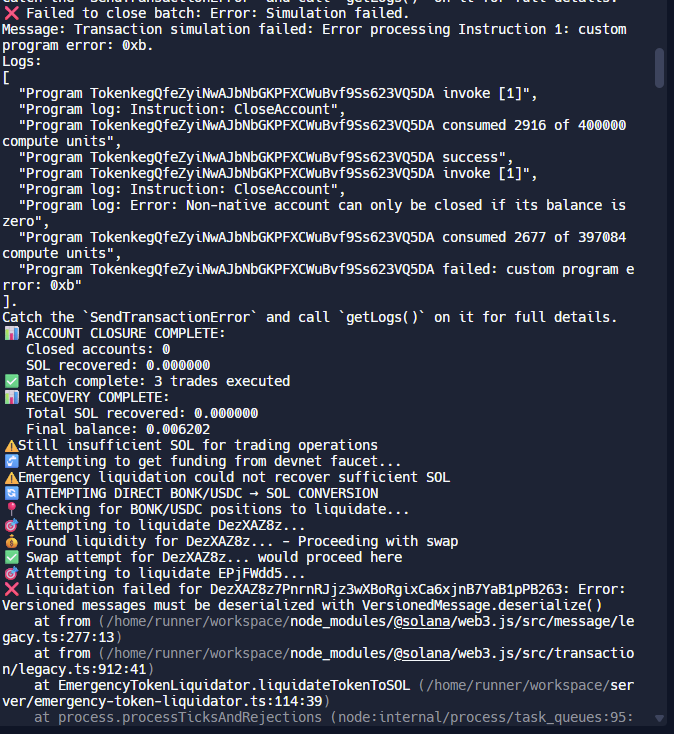 Catch the `SendTransactionError` and call `getLogs()` on it for full details.
❌ Failed to close batch: Error: Simulation failed.
Message: Transaction simulation failed: Error processing Instruction 1: custom
program error: 0xb.
Logs:
[
  "Program TokenkegQfeZyiNwAJbNbGKPFXCWuBvf9Ss623VQ5DA invoke [1]",
  "Program log: Instruction: CloseAccount",
  "Program TokenkegQfeZyiNwAJbNbGKPFXCWuBvf9Ss623VQ5DA consumed 2916 of 400000
compute units",
  "Program TokenkegQfeZyiNwAJbNbGKPFXCWuBvf9Ss623VQ5DA success",
  "Program TokenkegQfeZyiNwAJbNbGKPFXCWuBvf9Ss623VQ5DA invoke [1]",
  "Program log: Instruction: CloseAccount",
  "Program log: Error: Non-native account can only be closed if its balance is
zero",
  "Program TokenkegQfeZyiNwAJbNbGKPFXCWuBvf9Ss623VQ5DA consumed 2677 of 397084
compute units",
  "Program TokenkegQfeZyiNwAJbNbGKPFXCWuBvf9Ss623VQ5DA failed: custom program e
rror: 0xb"
].
Catch the `SendTransactionError` and call `getLogs()` on it for full details.
📊 ACCOUNT CLOSURE COMPLETE:
   Closed accounts: 0
   SOL recovered: 0.000000
✅ Batch complete: 3 trades executed
📊 RECOVERY COMPLETE:
   Total SOL recovered: 0.000000
   Final balance: 0.006202
⚠️Still insufficient SOL for trading operations
🔄 Attempting to get funding from devnet faucet...
⚠️Emergency liquidation could not recover sufficient SOL
🔄 ATTEMPTING DIRECT BONK/USDC → SOL CONVERSION
📍 Checking for BONK/USDC positions to liquidate...
🎯 Attempting to liquidate DezXAZ8z...
💰 Found liquidity for DezXAZ8z... - Proceeding with swap
✅ Swap attempt for DezXAZ8z... would proceed here
🎯 Attempting to liquidate EPjFWdd5...
❌ Liquidation failed for DezXAZ8z7PnrnRJjz3wXBoRgixCa6xjnB7YaB1pPB263: Error:
Versioned messages must be deserialized with VersionedMessage.deserialize()
    at from (/home/runner/workspace/node_modules/@solana/web3.js/src/message/le
gacy.ts:277:13)
    at from (/home/runner/workspace/node_modules/@solana/web3.js/src/transactio
n/legacy.ts:912:41)
    at EmergencyTokenLiquidator.liquidateTokenToSOL (/home/runner/workspace/ser
ver/emergency-token-liquidator.ts:114:39)
    at process.processTicksAndRejections (node:internal/process/task_queues:95: